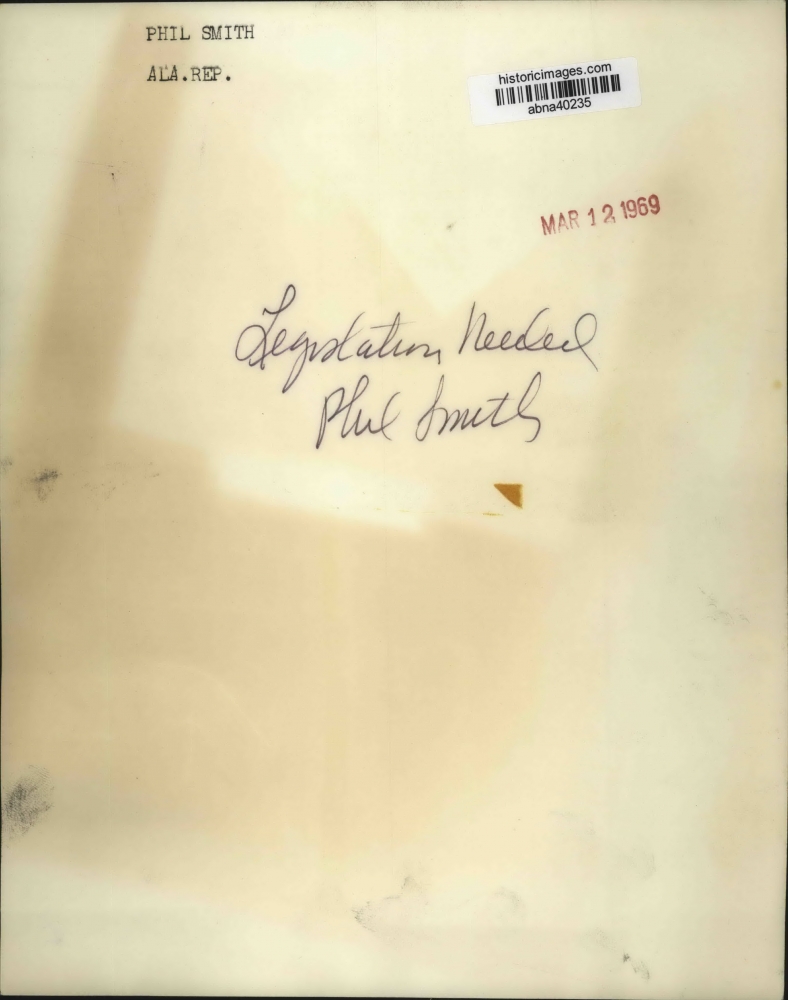 PHIL SMITH
ALA.REP.
historicimages.com
abna40235
MAR 12 1969
Legislation Needed
Phil Smith